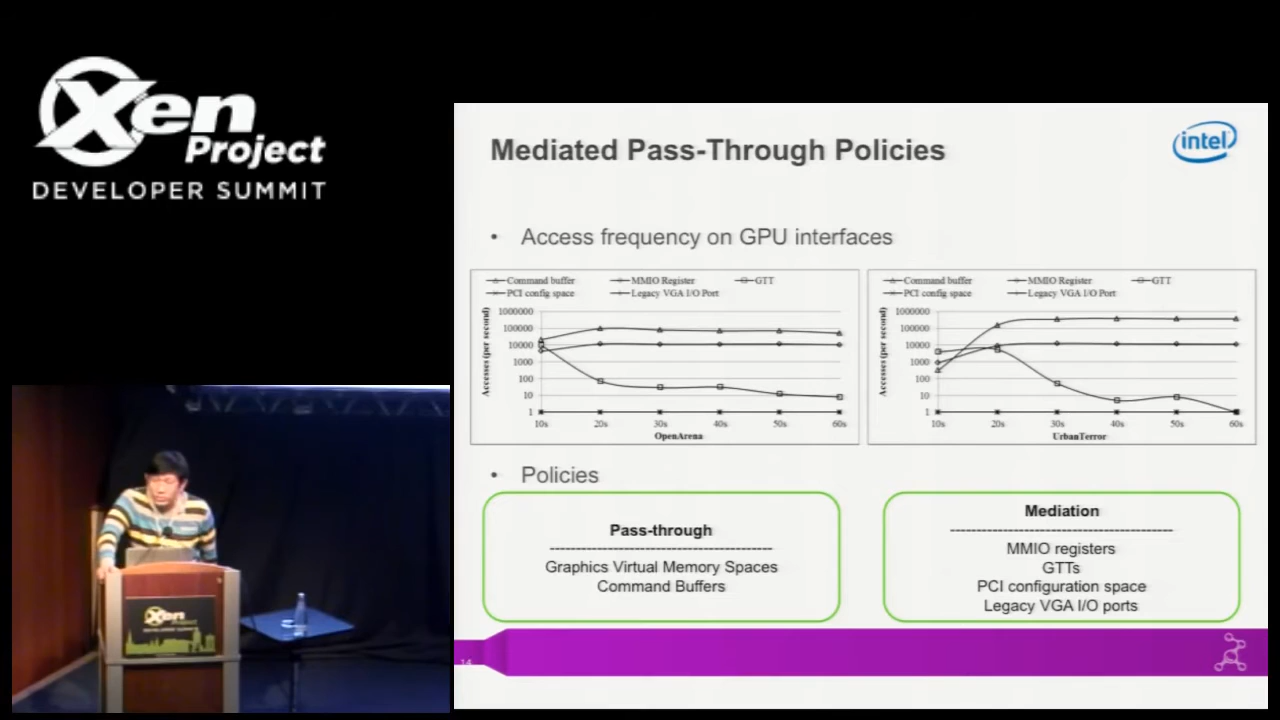 Xen
Project
DEVELOPER SUMMIT
Mediated Pass-Through Policies
intel
• Access frequency on GPU interfaces
Command buffer MMIO Register GTT
PCI config space Legacy VGA I/O Port
Accesses (per second)
1000000
100000
10000
1000
100
10
1
10s 20s 30s 40s 50s 60s
OpenArena
Command buffer MMIO Register GTT
PCI config space Legacy VGA I/O Port
Accesses (per second)
1000000
100000
10000
1000
100
10
1
10s 20s 30s 40s 50s 60s
UrbanTerror
• Policies
Pass-through
------------------------------------------
Graphics Virtual Memory Spaces
Command Buffers
Mediation
------------------------------------------
MMIO registers
GTTs
PCI configuration space
Legacy VGA I/O ports
14
Xen
Project
DEVELOPER SUMMIT